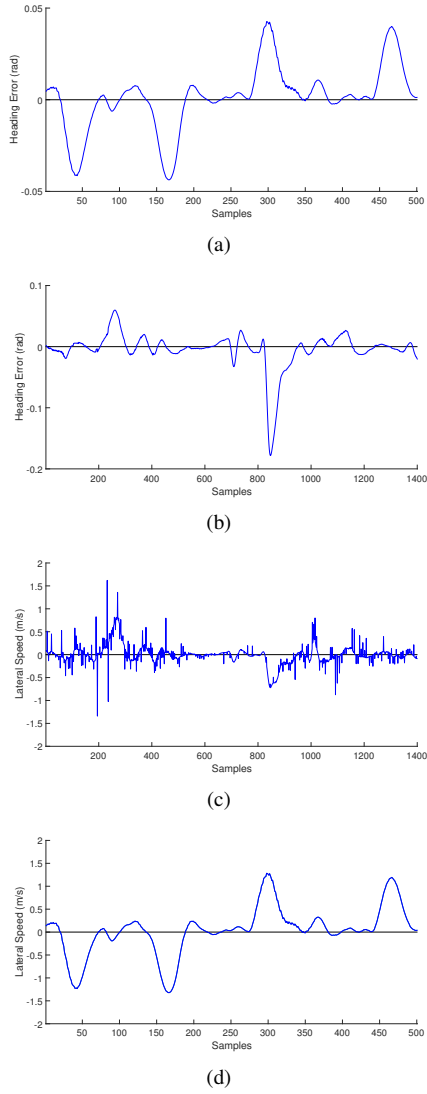 0.05
0
-0.05
Heading Error (rad)
50 100 150 200 250 300 350 400 450 500
Samples
(a)
0.1
0
-0.1
-0.2
Heading Error (rad)
200 400 600 800 1000 1200 1400
Samples
(b)
2
1.5
1
0.5
0
-0.5
-1
-1.5
-2
Lateral Speed (m/s)
200 400 600 800 1000 1200 1400
Samples
(c)
2
1.5
1
0.5
0
-0.5
-1
-1.5
-2
Lateral Speed (m/s)
50 100 150 200 250 300 350 400 450 500
Samples
(d)